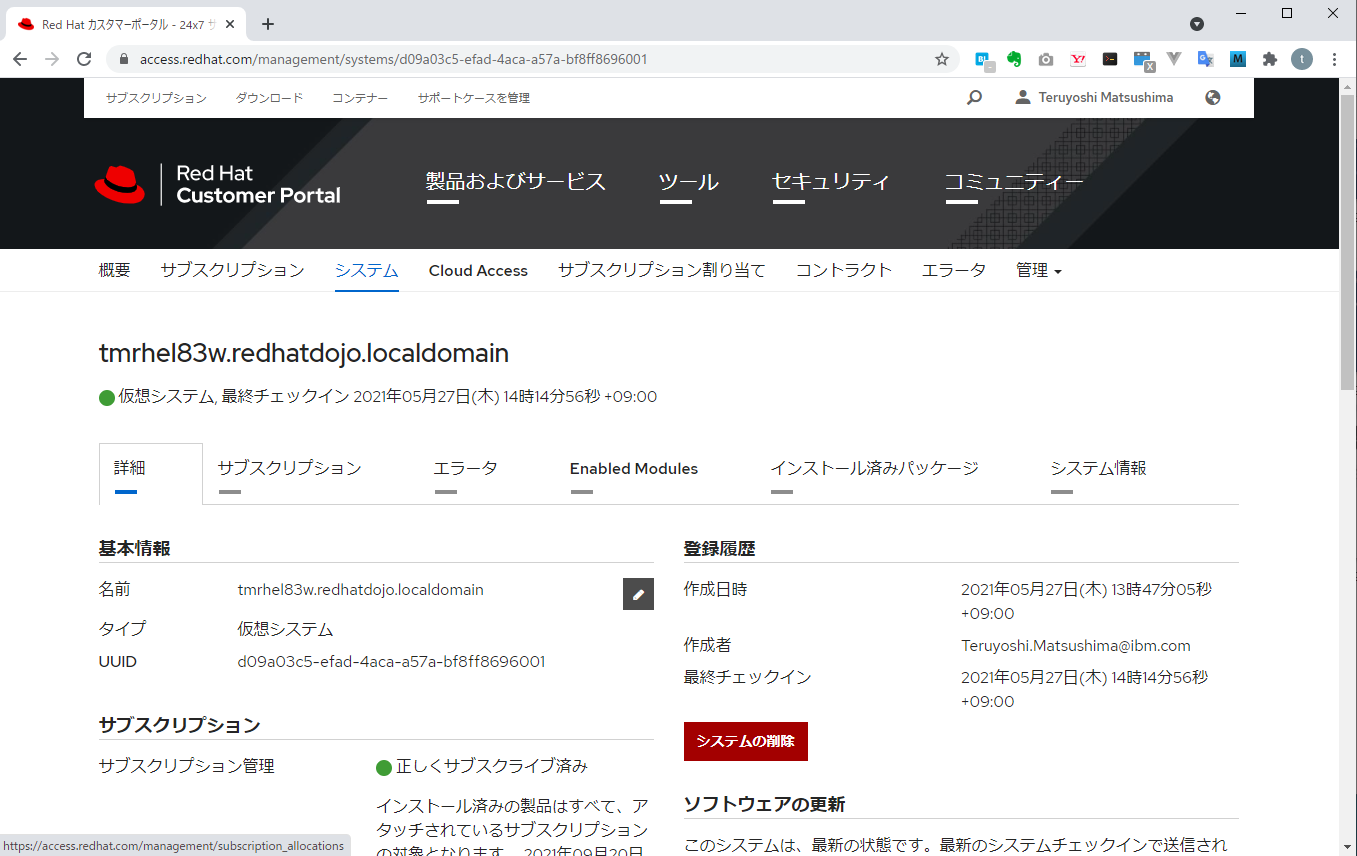 Red Hat カスタマーポータル - 24x7 サ
access.redhat.com/management/systems/d09a03c5-efad-4aca-a57a-bf8ff8696001
サブスクリプション ダウンロード コンテナー サポートケースを管理 Teruyoshi Matsushima
Red Hat
Customer Portal
製品およびサービス ツール セキュリティ コミュニティー
概要 サブスクリプション システム Cloud Access サブスクリプション割り当て コントラクト エラータ 管理
tmrhel83w.redhatdojo.localdomain
仮想システム, 最終チェックイン 2021年05月27日(木) 14時14分56秒 +09:00
詳細 サブスクリプション エラータ Enabled Modules インストール済みパッケージ システム情報
基本情報
名前 tmrhel83w.redhatdojo.localdomain
タイプ 仮想システム
UUID d09a03c5-efad-4aca-a57a-bf8ff8696001
サブスクリプション
サブスクリプション管理 正しくサブスクライブ済み
インストール済みの製品はすべて、ア
タッチされているサブスクリプション
の対象となります。 2021年09月20日
登録履歴
作成日時 2021年05月27日(木) 13時47分05秒
+09:00
作成者 Teruyoshi.Matsushima@ibm.com
最終チェックイン 2021年05月27日(木) 14時14分56秒
+09:00
システムの削除
ソフトウェアの更新
このシステムは、最新の状態です。最新のシステムチェックインで送信され
https://access.redhat.com/management/subscription_allocations